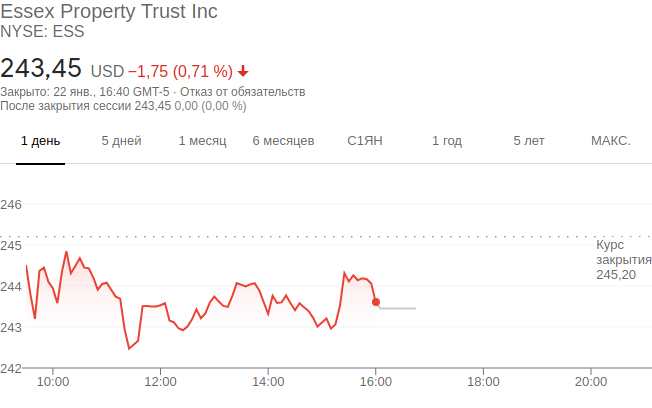 Essex Property Trust Inc
NYSE: ESS
243,45 USD −1,75 (0,71 %)
Закрыто: 22 янв., 16:40 GMT-5 · Отказ от обязательств
После закрытия сессии 243,45 0,00 (0,00 %)
1 день 5 дней 1 месяц 6 месяцев С1ЯН 1 год 5 лет МАКС.
246
245
244
243
242
Курс
закрытия
245,20
10:00 12:00 14:00 16:00 18:00 20:00